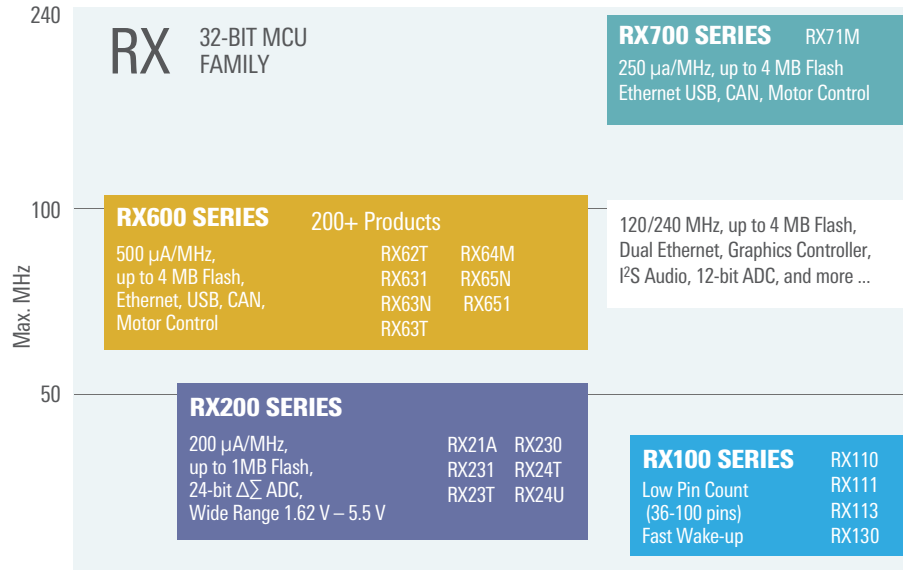 240
RX 32-BIT MCU
FAMILY
RX700 SERIES RX71M
250 µa/MHz, up to 4 MB Flash
Ethernet USB, CAN, Motor Control
100
RX600 SERIES 200+ Products
500 µA/MHz,
up to 4 MB Flash,
Ethernet, USB, CAN,
Motor Control
RX62T RX64M
RX631 RX65N
RX63N RX651
RX63T
120/240 MHz, up to 4 MB Flash,
Dual Ethernet, Graphics Controller,
I²S Audio, 12-bit ADC, and more ...
Max. MHz
50
RX200 SERIES
200 µA/MHz,
up to 1MB Flash,
24-bit ∆∑ ADC,
Wide Range 1.62 V – 5.5 V
RX21A RX230
RX231 RX24T
RX23T RX24U
RX100 SERIES
Low Pin Count
(36-100 pins)
Fast Wake-up
RX110
RX111
RX113
RX130